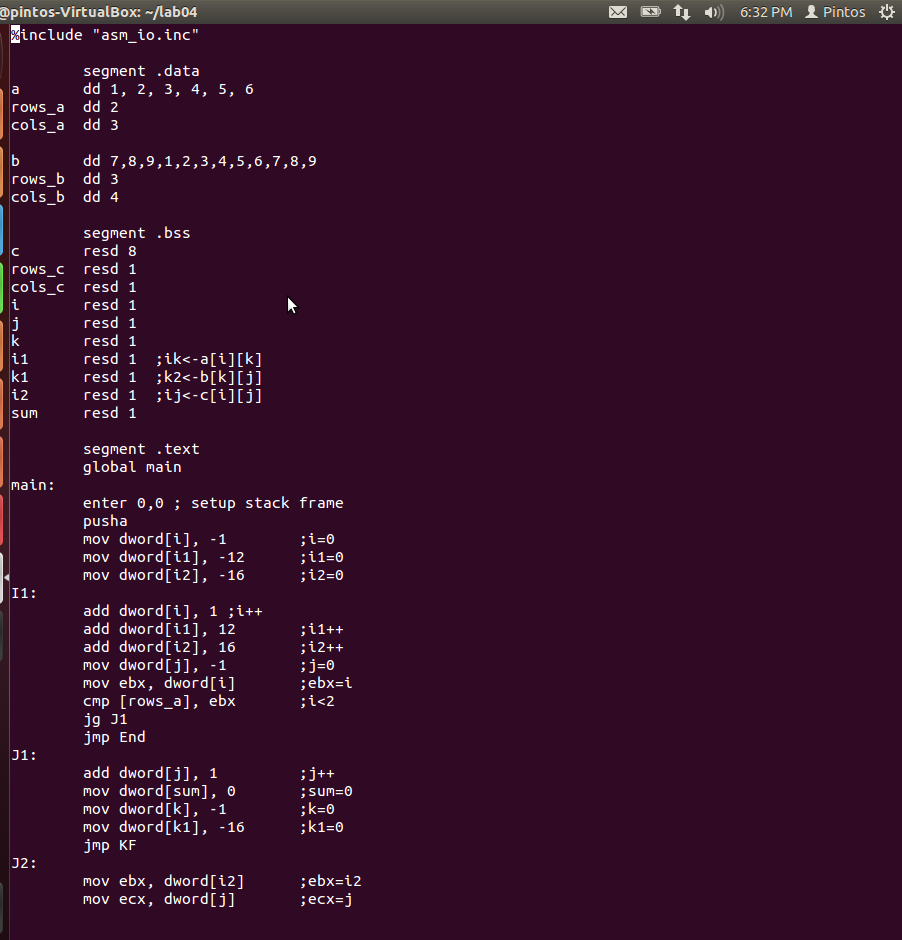 @pintos-VirtualBox: ~/lab04 6:32 PM Pintos
%include "asm_io.inc"
segment .data
a dd 1, 2, 3, 4, 5, 6
rows_a dd 2
cols_a dd 3
b dd 7,8,9,1,2,3,4,5,6,7,8,9
rows_b dd 3
cols_b dd 4
segment .bss
c resd 8
rows_c resd 1
cols_c resd 1
i resd 1
j resd 1
k resd 1
i1 resd 1 ;ik<-a[i][k]
k1 resd 1 ;k2<-b[k][j]
i2 resd 1 ;ij<-c[i][j]
sum resd 1
segment .text
global main
main:
enter 0,0 ; setup stack frame
pusha
mov dword[i], -1 ;i=0
mov dword[i1], -12 ;i1=0
mov dword[i2], -16 ;i2=0
I1:
add dword[i], 1 ;i++
add dword[i1], 12 ;i1++
add dword[i2], 16 ;i2++
mov dword[j], -1 ;j=0
mov ebx, dword[i] ;ebx=i
cmp [rows_a], ebx ;i<2
jg J1
jmp End
J1:
add dword[j], 1 ;j++
mov dword[sum], 0 ;sum=0
mov dword[k], -1 ;k=0
mov dword[k1], -16 ;k1=0
jmp KF
J2:
mov ebx, dword[i2] ;ebx=i2
mov ecx, dword[j] ;ecx=j